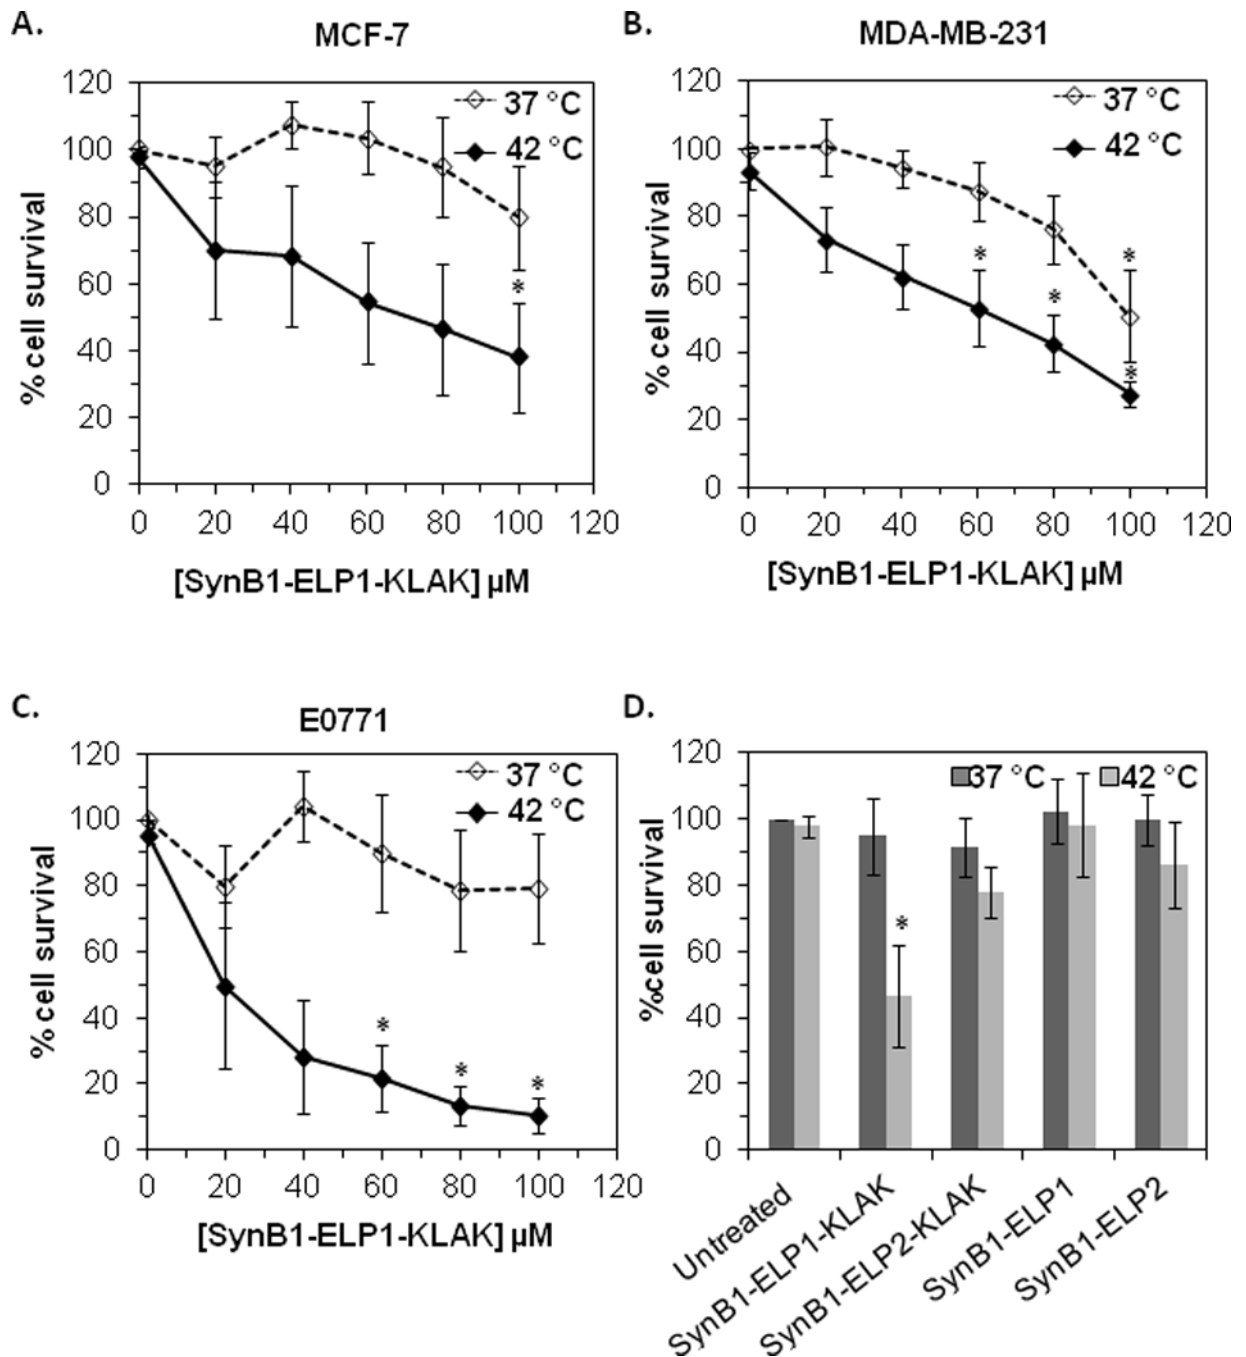 A.
MCF-7
120
100
80
60
40
20
0
% cell survival
37 °C
42 °C
*
0 20 40 60 80 100 120
[SynB1-ELP1-KLAK] µM
B.
MDA-MB-231
120
100
80
60
40
20
0
% cell survival
37 °C
42 °C
* * * *
0 20 40 60 80 100 120
[SynB1-ELP1-KLAK] µM
C.
E0771
120
100
80
60
40
20
0
% cell survival
37 °C
42 °C
* * *
0 20 40 60 80 100 120
[SynB1-ELP1-KLAK] µM
D.
120
100
80
60
40
20
0
%cell survival
37 °C 42 °C
*
Untreated
SynB1-ELP1-KLAK
SynB1-ELP2-KLAK
SynB1-ELP1
SynB1-ELP2